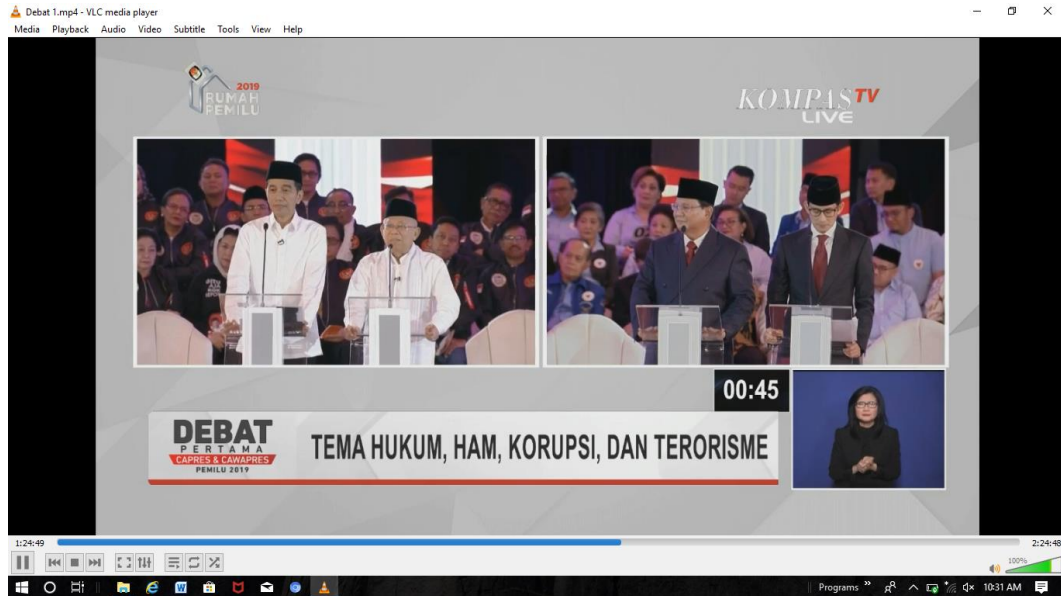 Debat 1.mp4 - VLC media player
Media Playback Audio Video Subtitle Tools View Help
2019
RUMAH
PEMILU
KOMPAS TV
LIVE
00:45
DEBAT
PERTAMA
CAPRES & CAWAPRES
PEMILU 2019
TEMA HUKUM, HAM, KORUPSI, DAN TERORISME
1:24:49
2:24:48
100%
Programs
10:31 AM